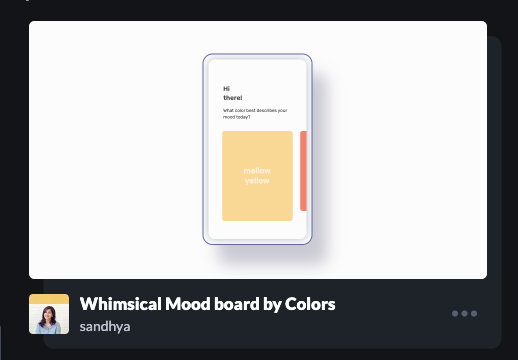 Hi
there!
What color best describes your
mood today?
mellow
yellow
Whimsical Mood board by Colors
sandhya